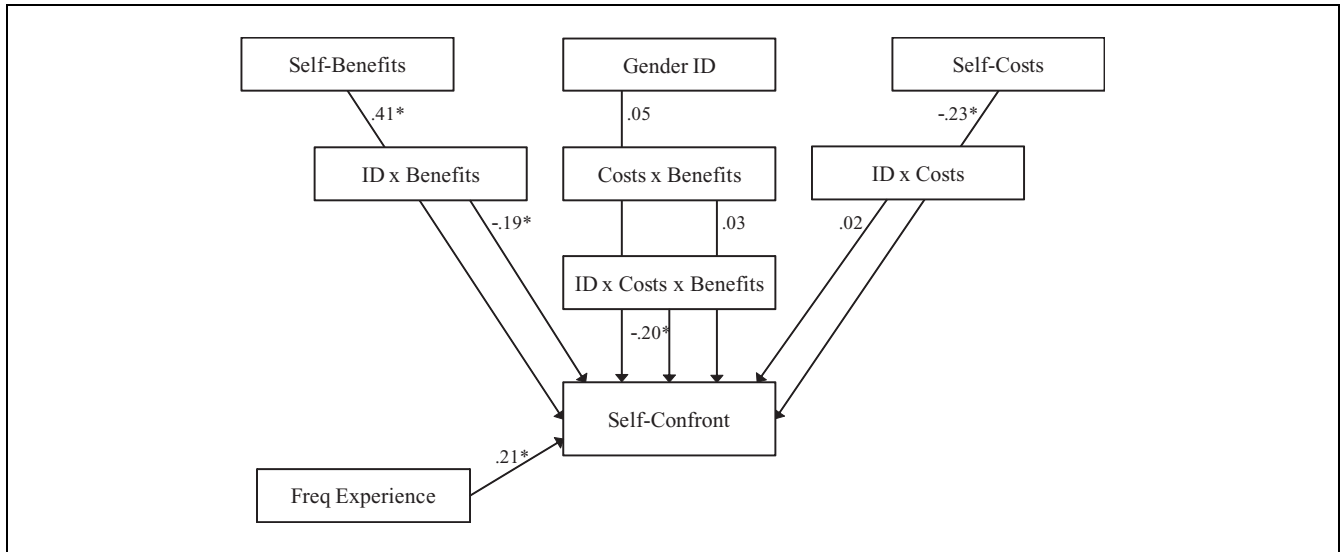 Self-Benefits
Gender ID
Self-Costs
.41*
.05
-.23*
ID x Benefits
Costs x Benefits
ID x Costs
-.19*
.03
.02
ID x Costs x Benefits
-.20*
Self-Confront
.21*
Freq Experience